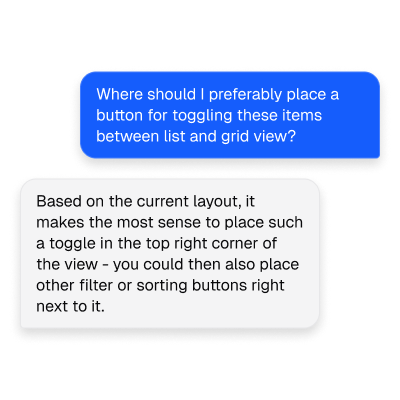 Where should I preferably place a
button for toggling these items
between list and grid view?
Based on the current layout, it
makes the most sense to place such
a toggle in the top right corner of
the view - you could then also place
other filter or sorting buttons right
next to it.